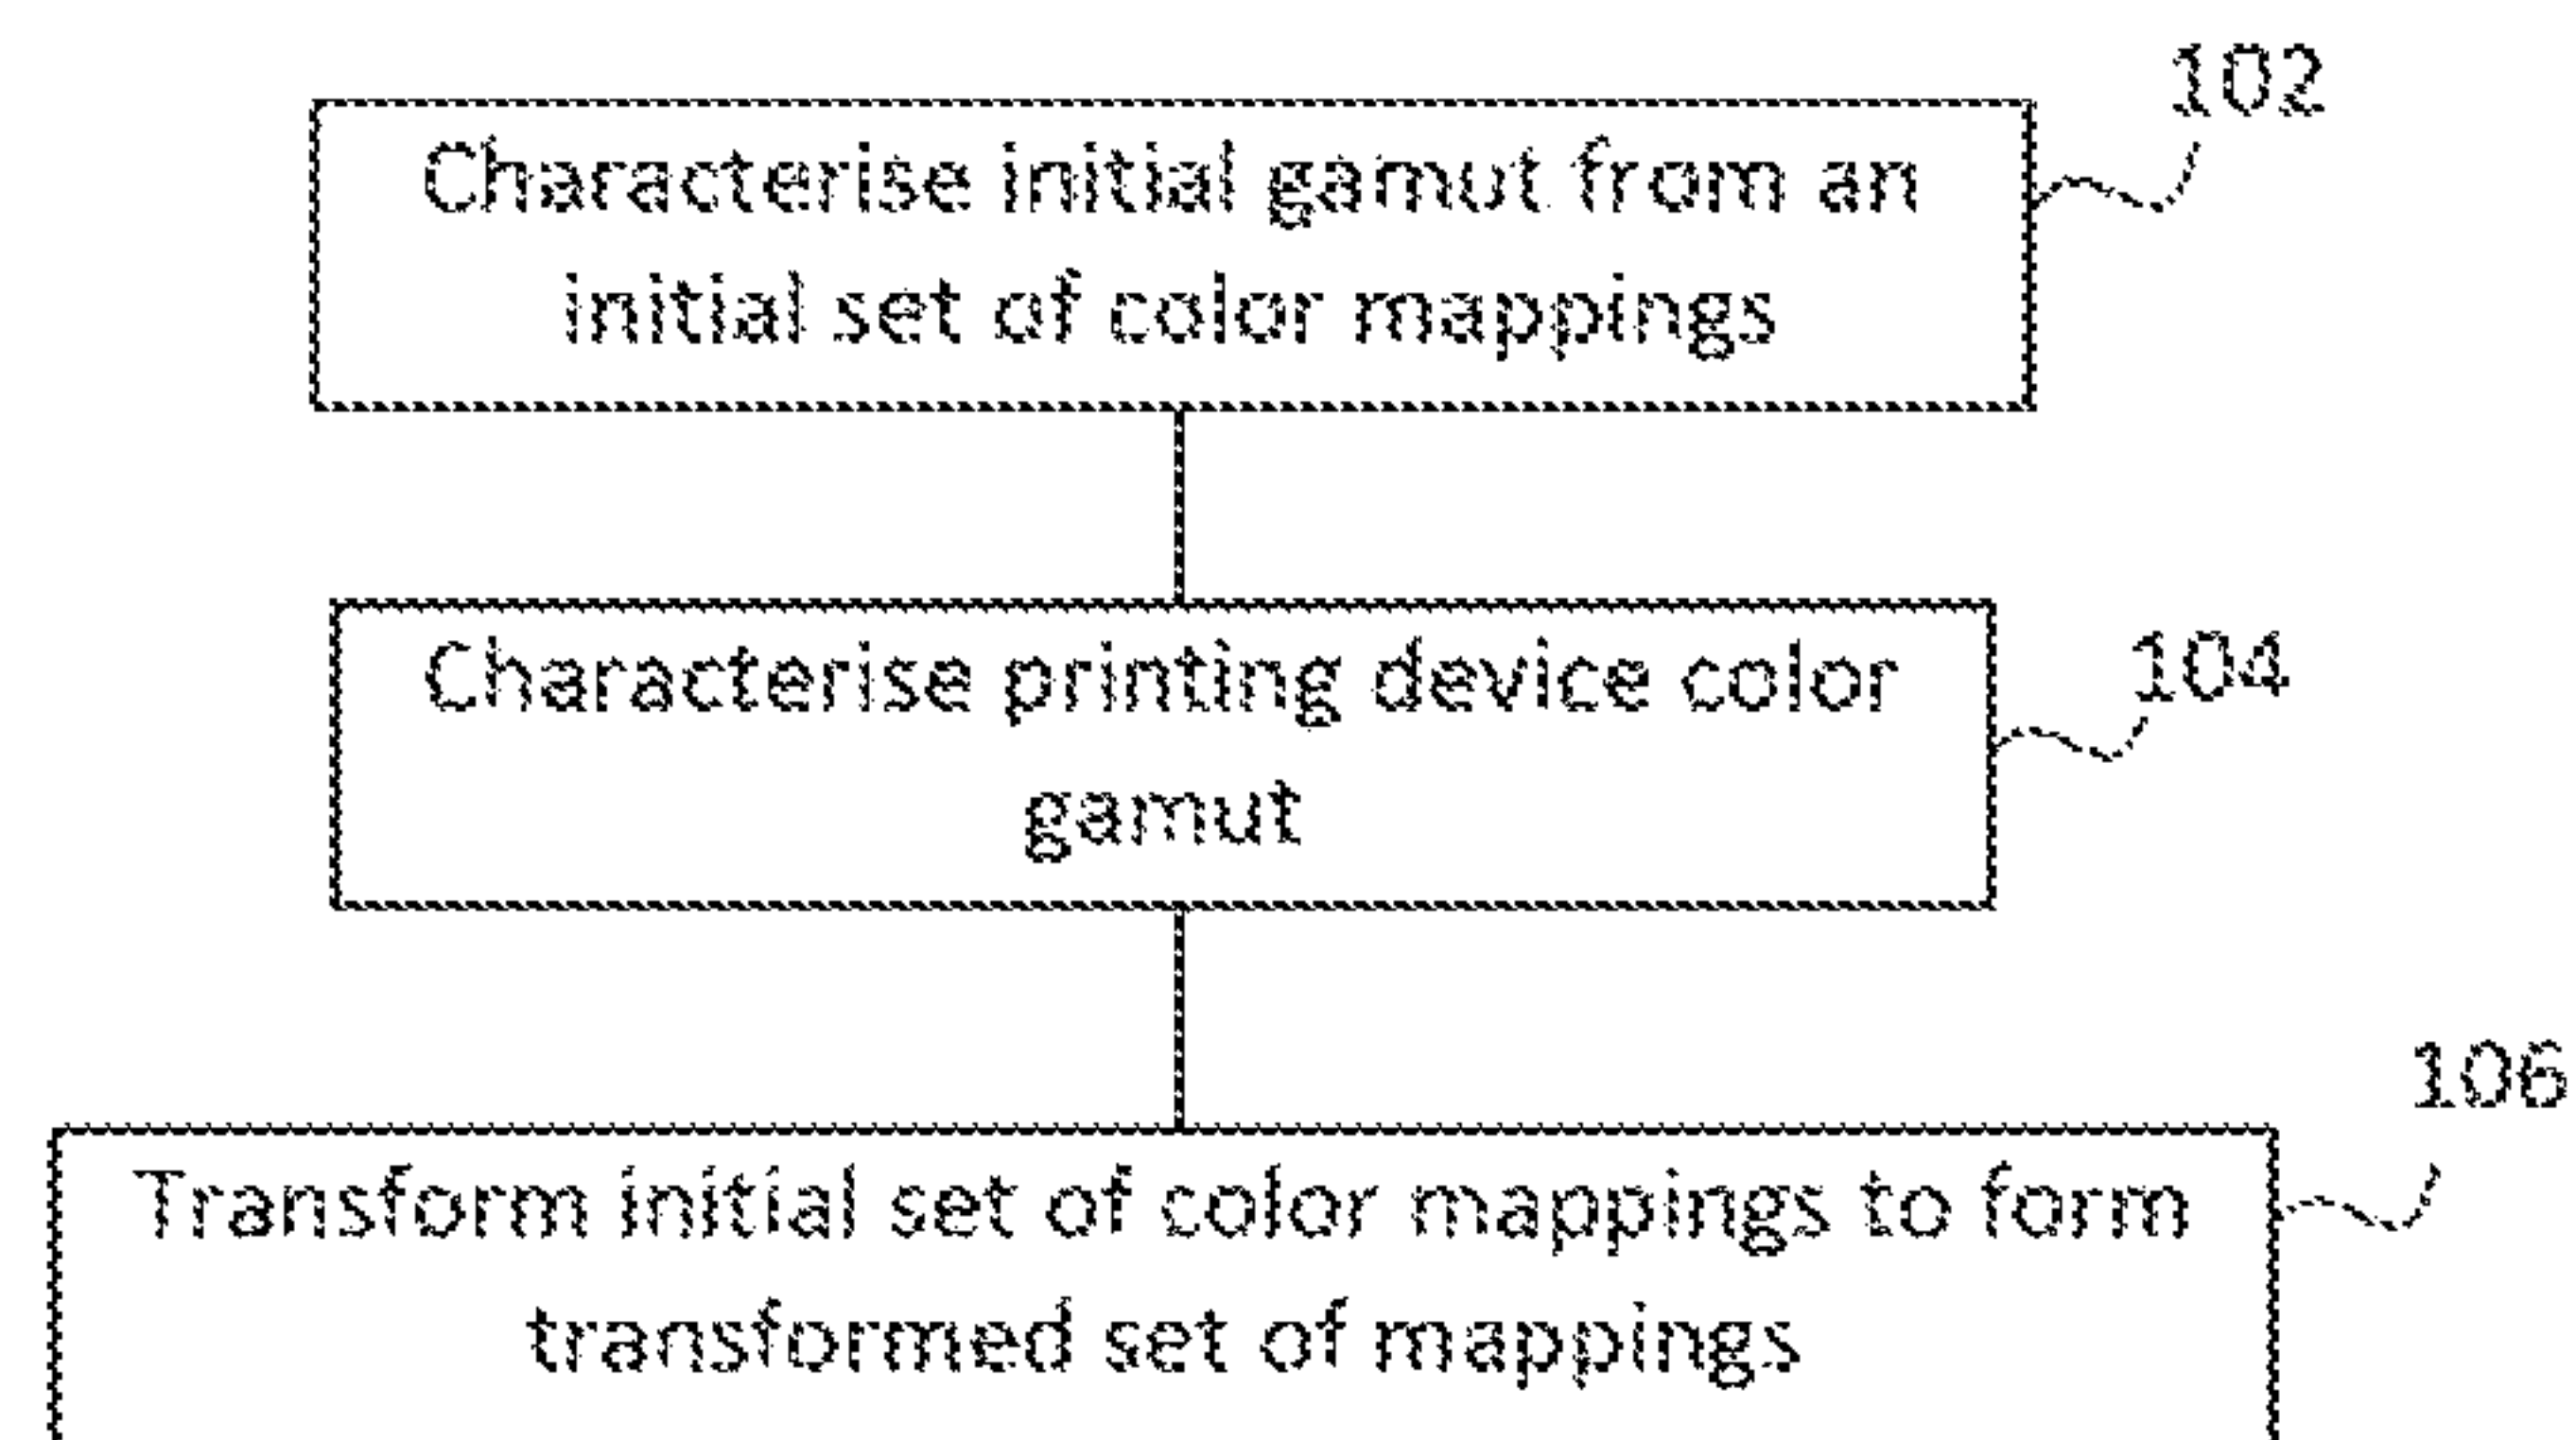 102
Characterise initial gamut from an
initial set of color mappings
Characterise printing device color
gamut
104
106
Transform initial set of color mappings to form
transformed set of mappings